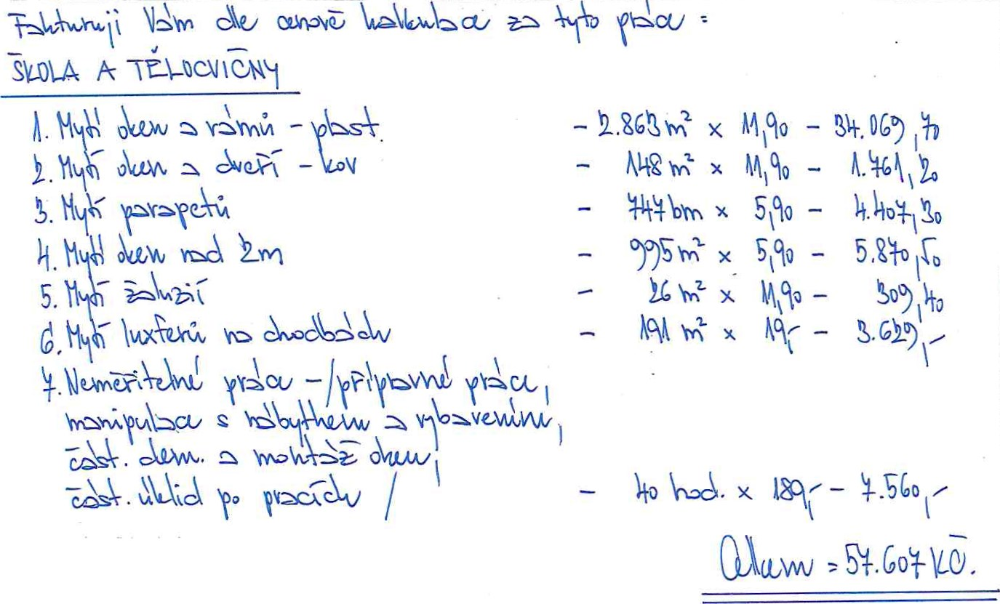 Fakturuji Vám dle cenové kalkulace za tyto práce =
ŠKOLA A TĚLOCVIČNY
1. Mytí oken a rámů - plast. - 2.863 m² x 11,90 - 34.069,70
2. Mytí oken a dveří - kov - 148 m² x 11,90 - 1.761,20
3. Mytí parapetů - 747 bm x 5,90 - 4.407,30
4. Mytí oken nad 2m - 995 m² x 5,90 - 5.870,50
5. Mytí žaluzií - 26 m² x 11,90 - 309,40
6. Mytí luxferů na chodbách - 191 m² x 19,- - 3.629,-
7. Neměřitelné práce - /přípravné práce,
manipulace s nábytkem a vybavením,
část. dem. a montáž oken,
část. úklid po pracích / - 40 hod. x 189,- - 7.560,-
Celkem = 57.607 KČ.